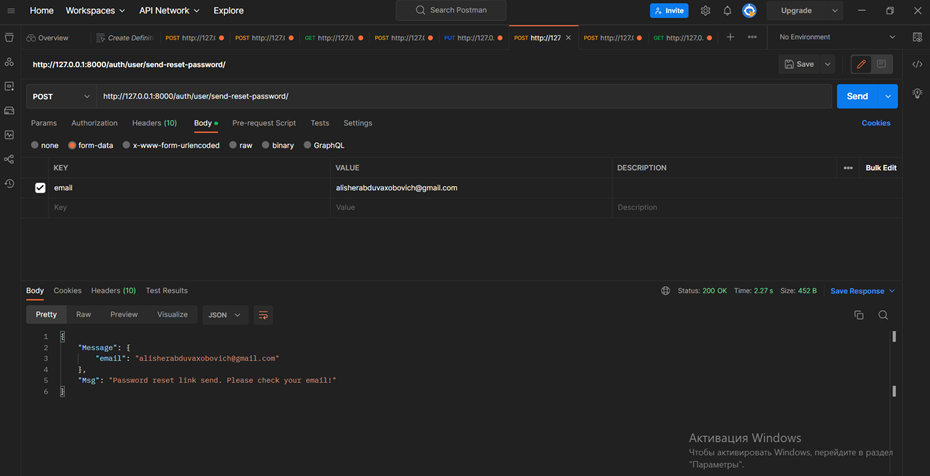 Home Workspaces API Network Explore Search Postman Invite Upgrade
Overview Create Definiti POST http://127.0 POST http://127.0 GET http://127.0. POST http://127.0. PUT http://127.0. POST http://127 POST http://127.0. GET http://127.0. No Environment
http://127.0.0.1:8000/auth/user/send-reset-password/ Save
POST http://127.0.0.1:8000/auth/user/send-reset-password/ Send
Params Authorization Headers (10) Body Pre-request Script Tests Settings Cookies
none form-data x-www-form-urlencoded raw binary GraphQL
KEY VALUE DESCRIPTION Bulk Edit
email alisherabduvaxobovich@gmail.com
Key Value Description
Body Cookies Headers (10) Test Results Status: 200 OK Time: 2.27 s Size: 452 B Save Response
Pretty Raw Preview Visualize JSON
1 {
2 "Message": {
3 "email": "alisherabduvaxobovich@gmail.com"
4 },
5 "Msg": "Password reset link send. Please check your email!"
6 }
Активация Windows
Чтобы активировать Windows, перейдите в раздел
"Параметры".